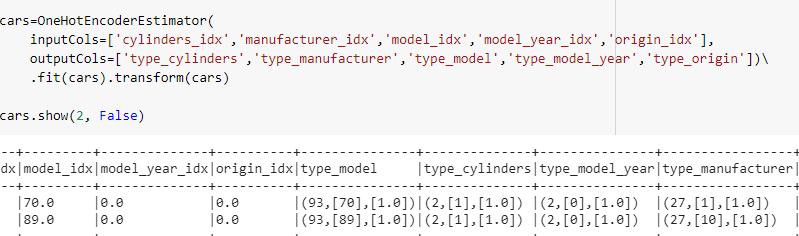 cars=OneHotEncoderEstimator(
    inputCols=['cylinders_idx','manufacturer_idx','model_idx','model_year_idx','origin_idx'],
    outputCols=['type_cylinders','type_manufacturer','type_model','type_model_year','type_origin'])\
    .fit(cars).transform(cars)
cars.show(2, False)
--+---------+--------------+----------+---------------+--------------+---------------+-----------------+
dx|model_idx|model_year_idx|origin_idx|type_model     |type_cylinders|type_model_year|type_manufacturer|
--+---------+--------------+----------+---------------+--------------+---------------+-----------------+
  |70.0     |0.0           |0.0       |(93,[70],[1.0])|(2,[1],[1.0]) |(2,[0],[1.0])  |(27,[1],[1.0])   |
  |89.0     |0.0           |0.0       |(93,[89],[1.0])|(2,[1],[1.0]) |(2,[0],[1.0])  |(27,[10],[1.0])  |
--+---------+--------------+----------+---------------+--------------+---------------+-----------------+